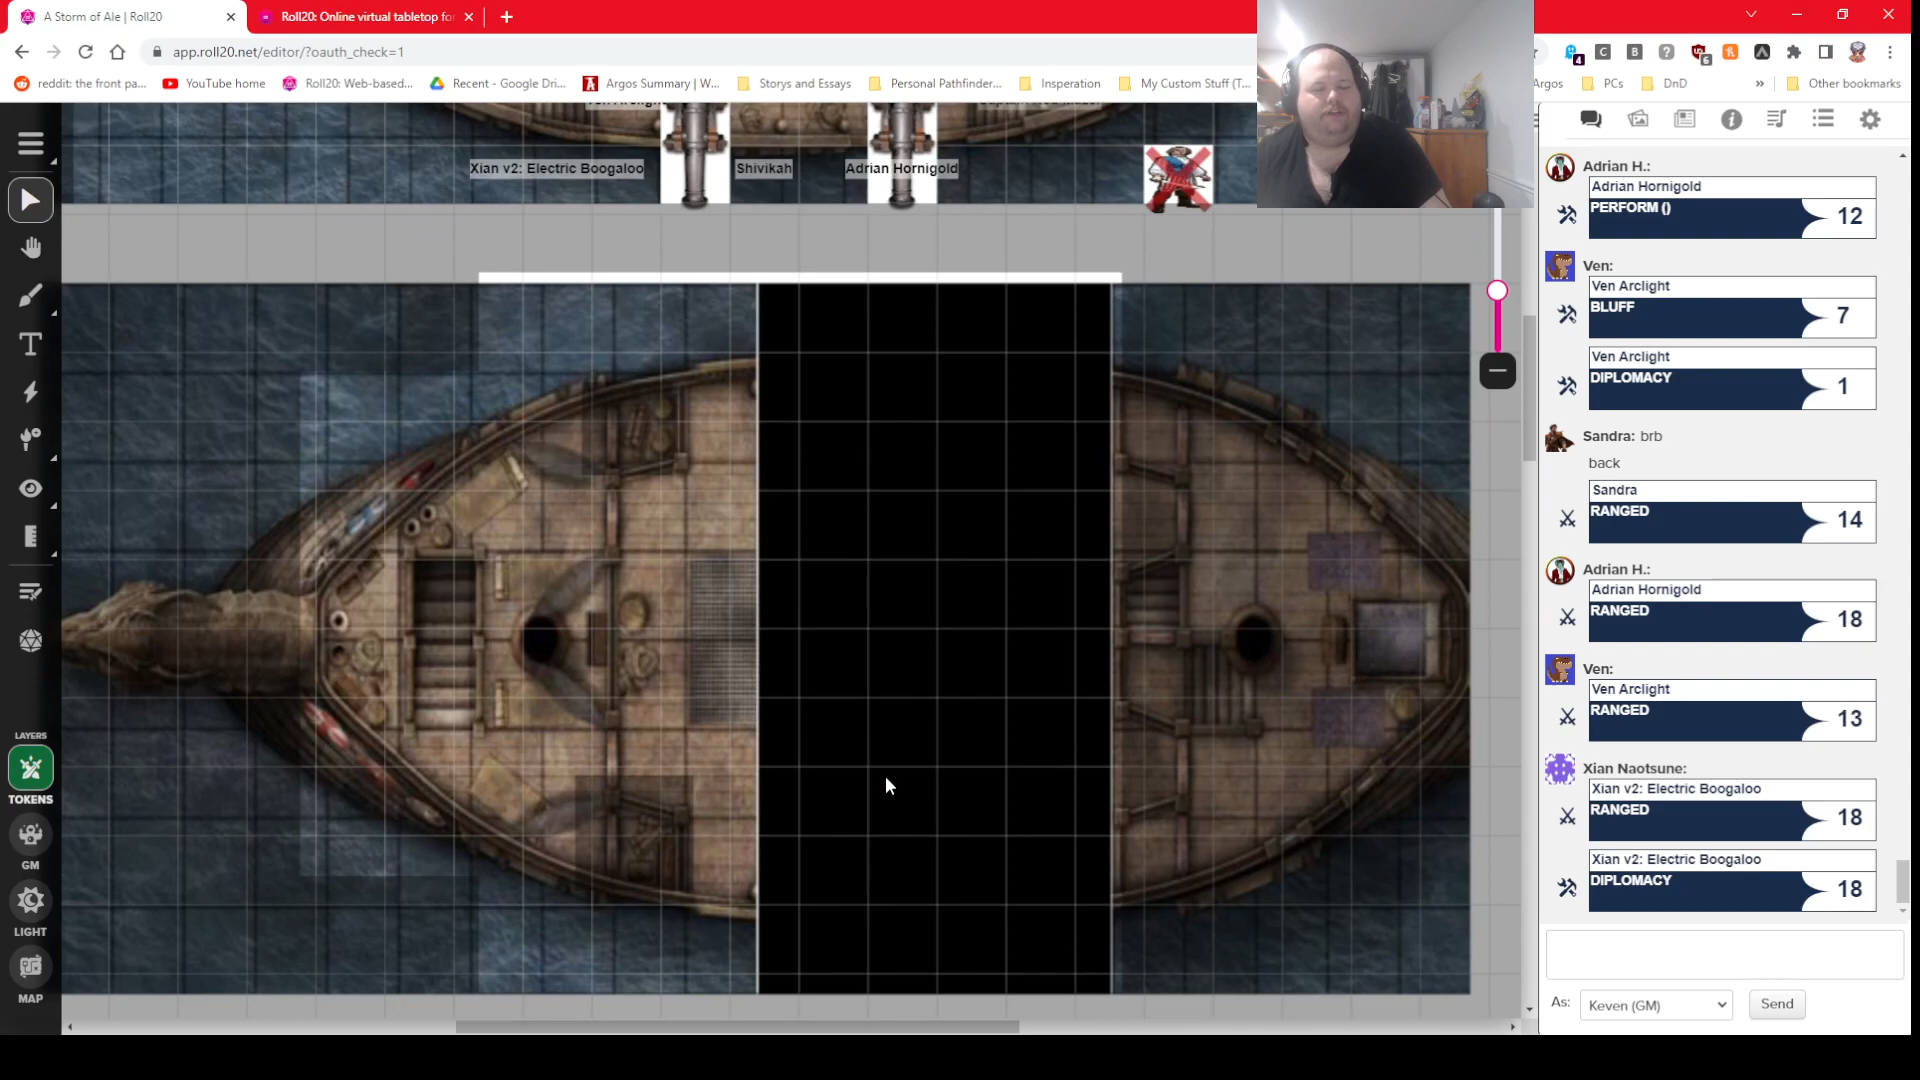 A Storm of Ale | Roll20
Roll20: Online virtual tabletop for
app.roll20.net/editor/?oauth_check=1
reddit: the front pa...
YouTube home
Roll20: Web-based...
Recent - Google Dri...
Argos Summary | W...
Storys and Essays
Personal Pathfinder...
Insperation
My Custom Stuff (T...
Argos
PCs
DnD
Other bookmarks
4
6
Xian v2: Electric Boogaloo
Shivikah
Adrian Hornigold
LAYERS
TOKENS
GM
LIGHT
MAP
Adrian H.:
Adrian Hornigold
PERFORM ()
12
Ven:
Ven Arclight
BLUFF
7
Ven Arclight
DIPLOMACY
1
Sandra: brb
back
Sandra
RANGED
14
Adrian H.:
Adrian Hornigold
RANGED
18
Ven:
Ven Arclight
RANGED
13
Xian Naotsune:
Xian v2: Electric Boogaloo
RANGED
18
Xian v2: Electric Boogaloo
DIPLOMACY
18
As:
Keven (GM)
Send